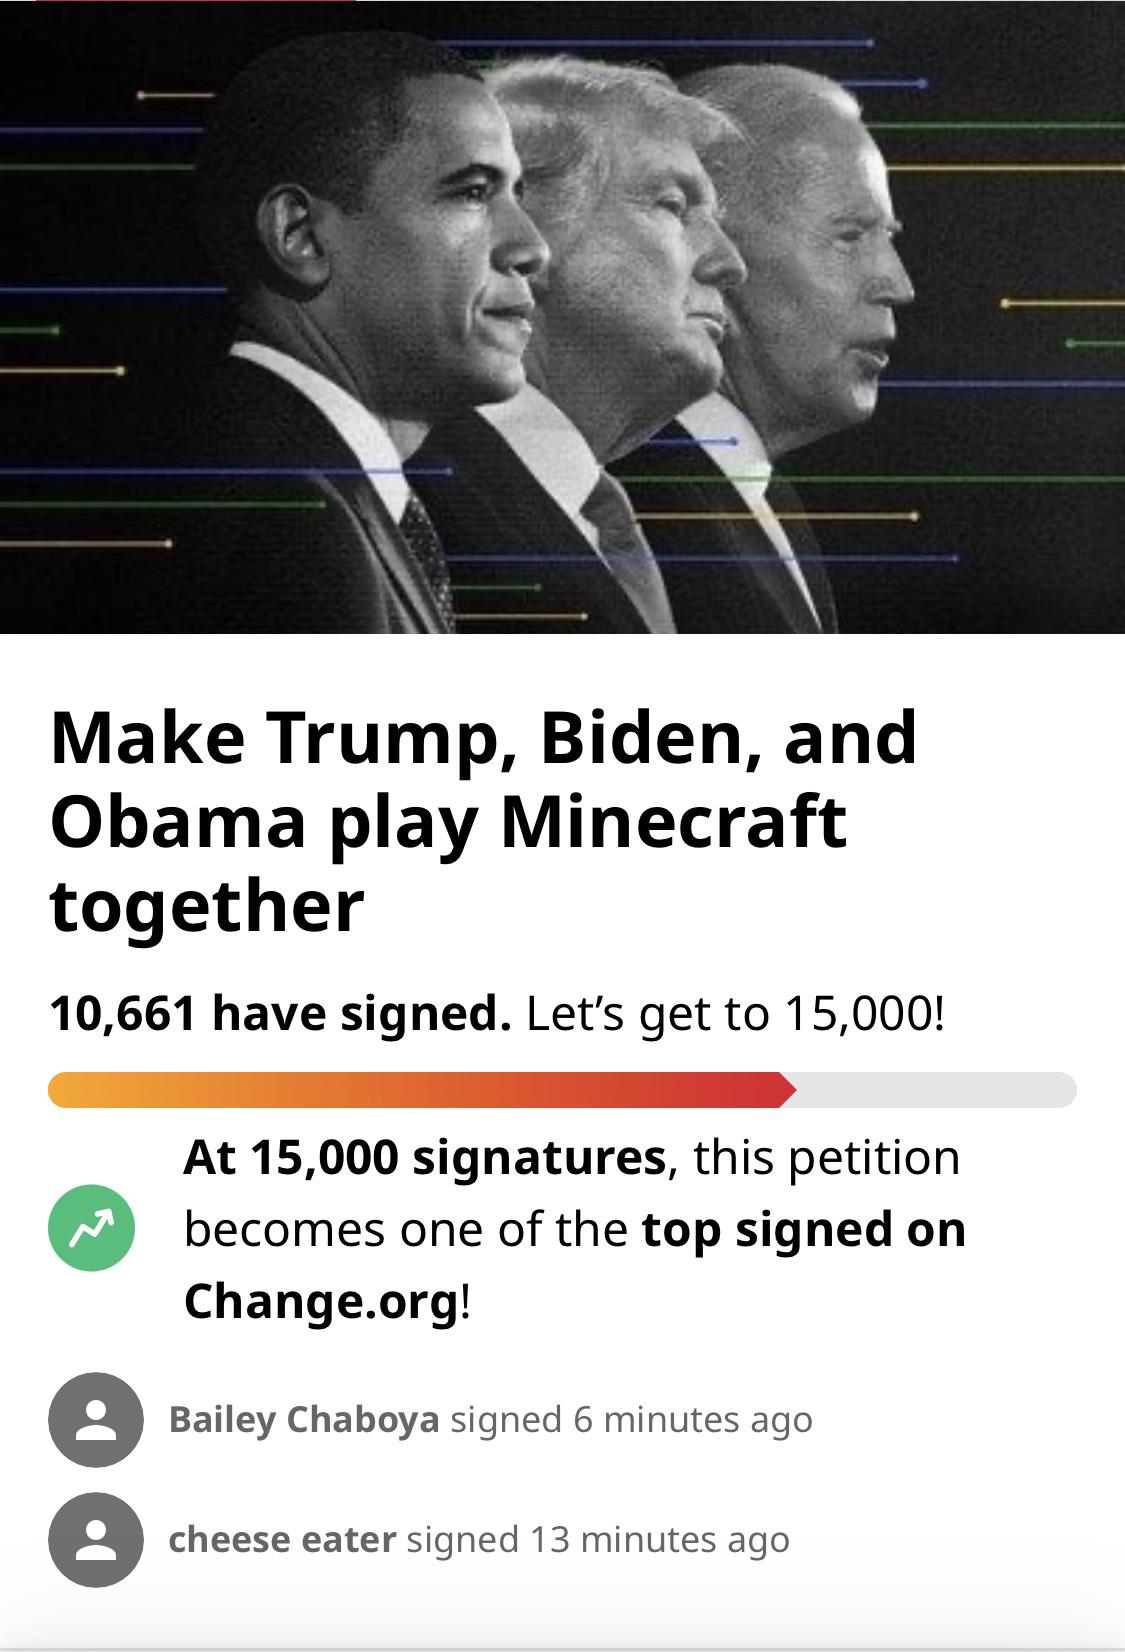 Make Trump, Biden, and
Obama play Minecraft
together
10,661 have signed. Let’s get to 15,000!
At 15,000 signatures, this petition
becomes one of the top signed on
Change.org!
Bailey Chaboya signed 6 minutes ago
cheese eater signed 13 minutes ago